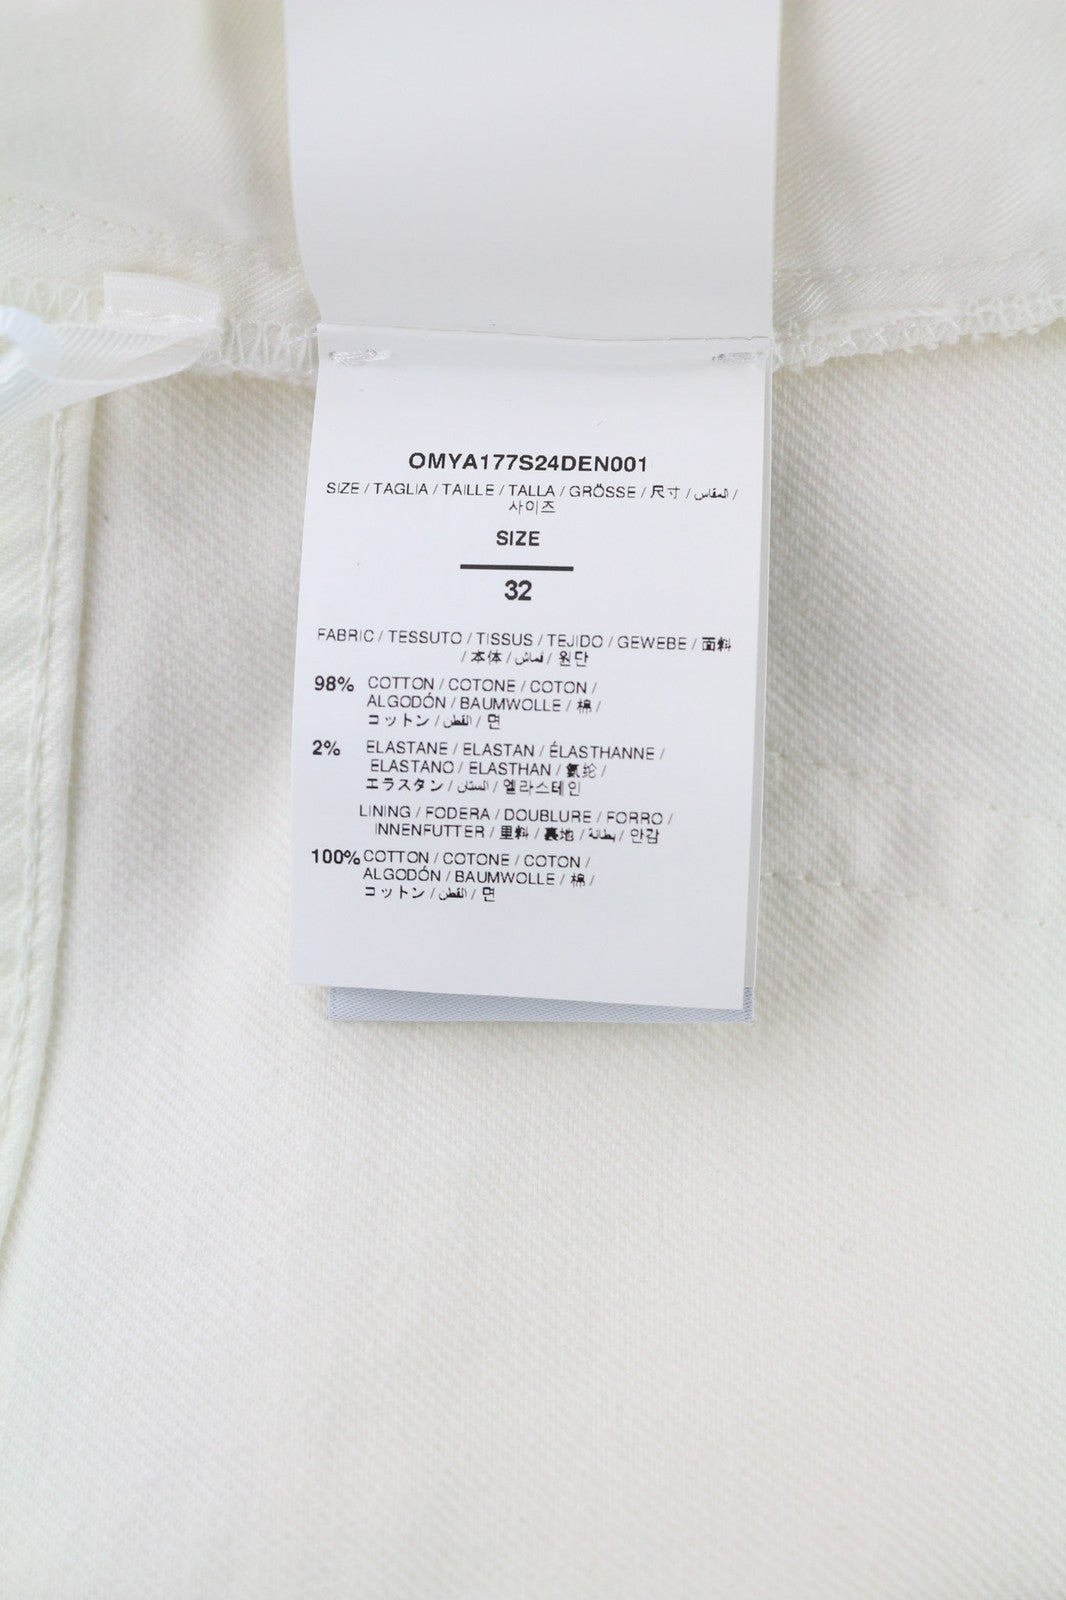 OMYA177S24DEN001
SIZE / TAGLIA / TAILLE / TALLA / GRÖSSE / 尺寸 / المقاس /
사이즈
SIZE
32
FABRIC / TESSUTO / TISSUS / TEJIDO / GEWEBE / 面料
/ 本体 / قماش / 원단
98% COTTON / COTONE / COTON /
ALGODÓN / BAUMWOLLE / 棉 /
コットン / القطن / 면
2% ELASTANE / ELASTAN / ÉLASTHANNE /
ELASTANO / ELASTHAN / 氨纶 /
エラスタン / الستان / 엘라스테인
LINING / FODERA / DOUBLURE / FORRO /
INNENFUTTER / 里料 / 裏地 / بطانة / 안감
100% COTTON / COTONE / COTON /
ALGODÓN / BAUMWOLLE / 棉 /
コットン / القطن / 면